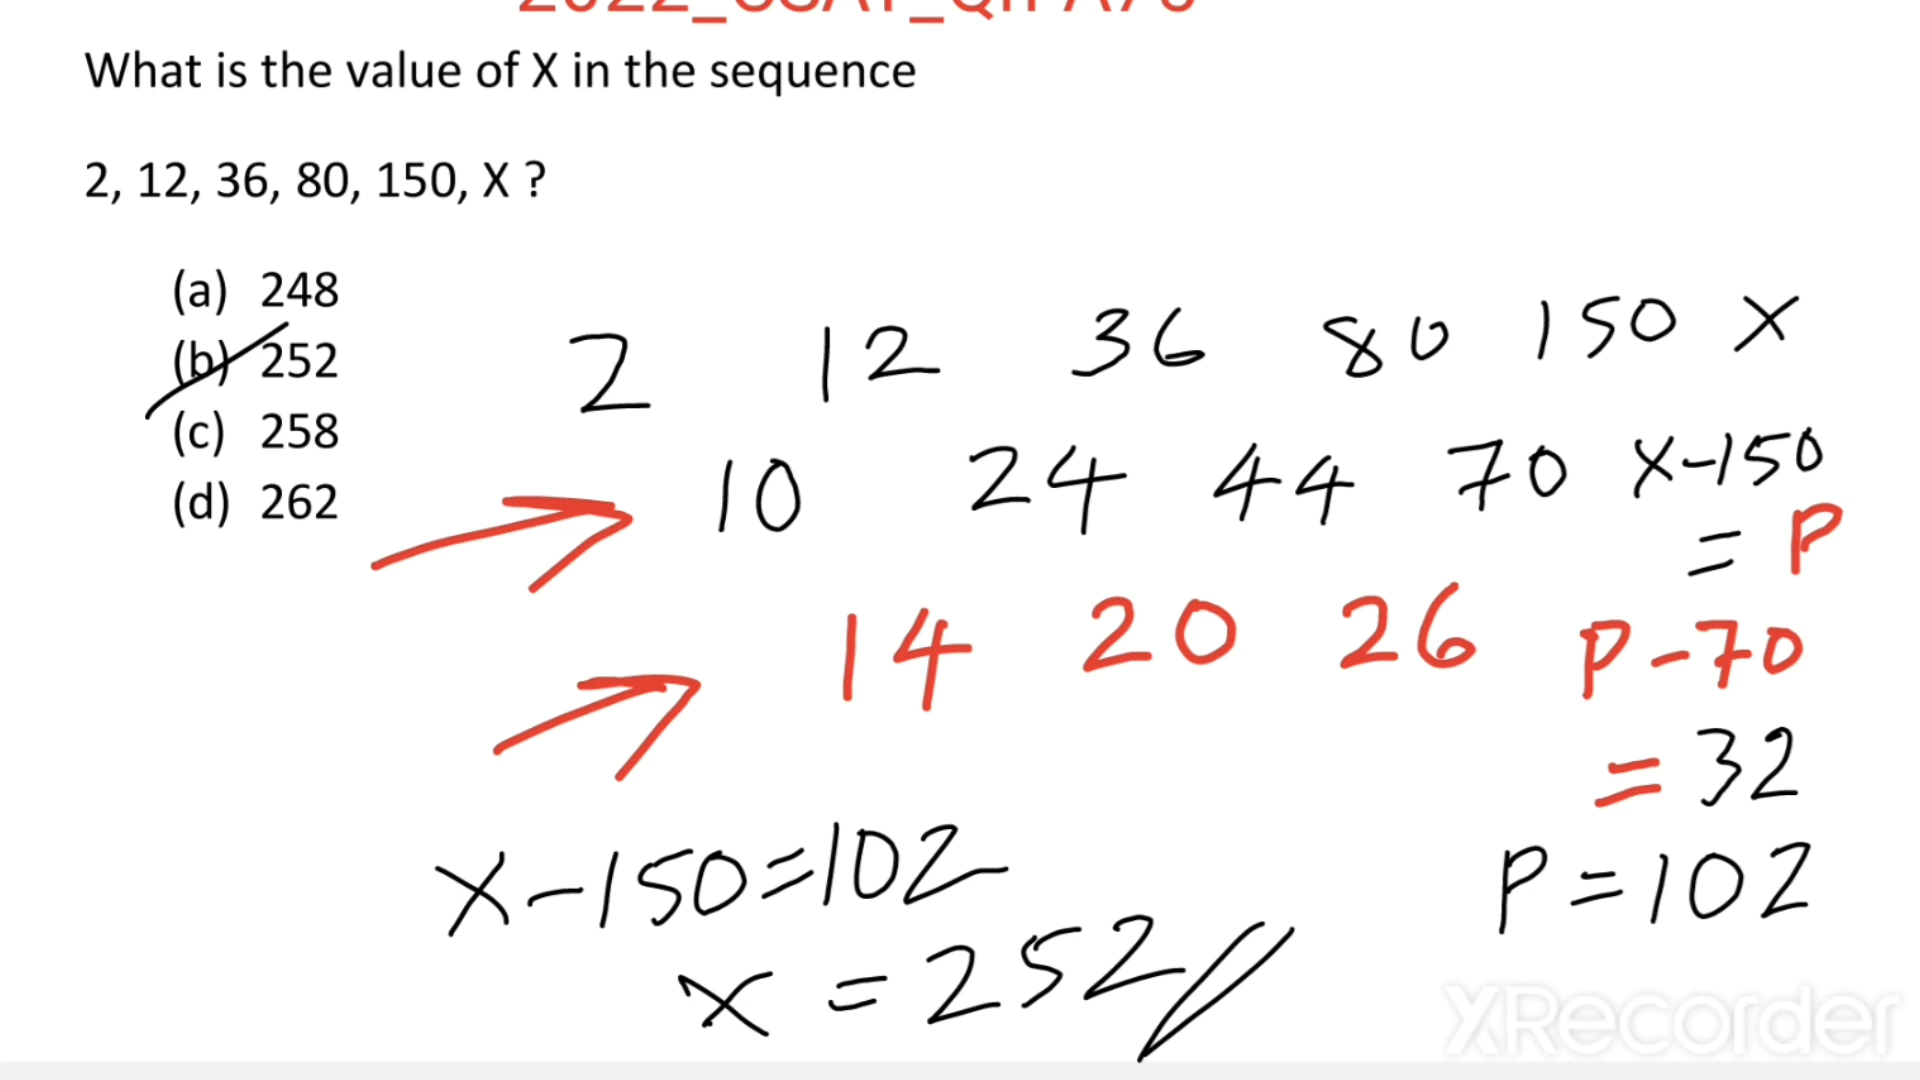 What is the value of X in the sequence
2, 12, 36, 80, 150, X ?
(a) 248
(b) 252
(c) 258
(d) 262
2 12 36 80 150 X
10 24 44 70 X-150
= P
14 20 26 P-70
= 32
X-150=102
P=102
X = 252
XRecorder